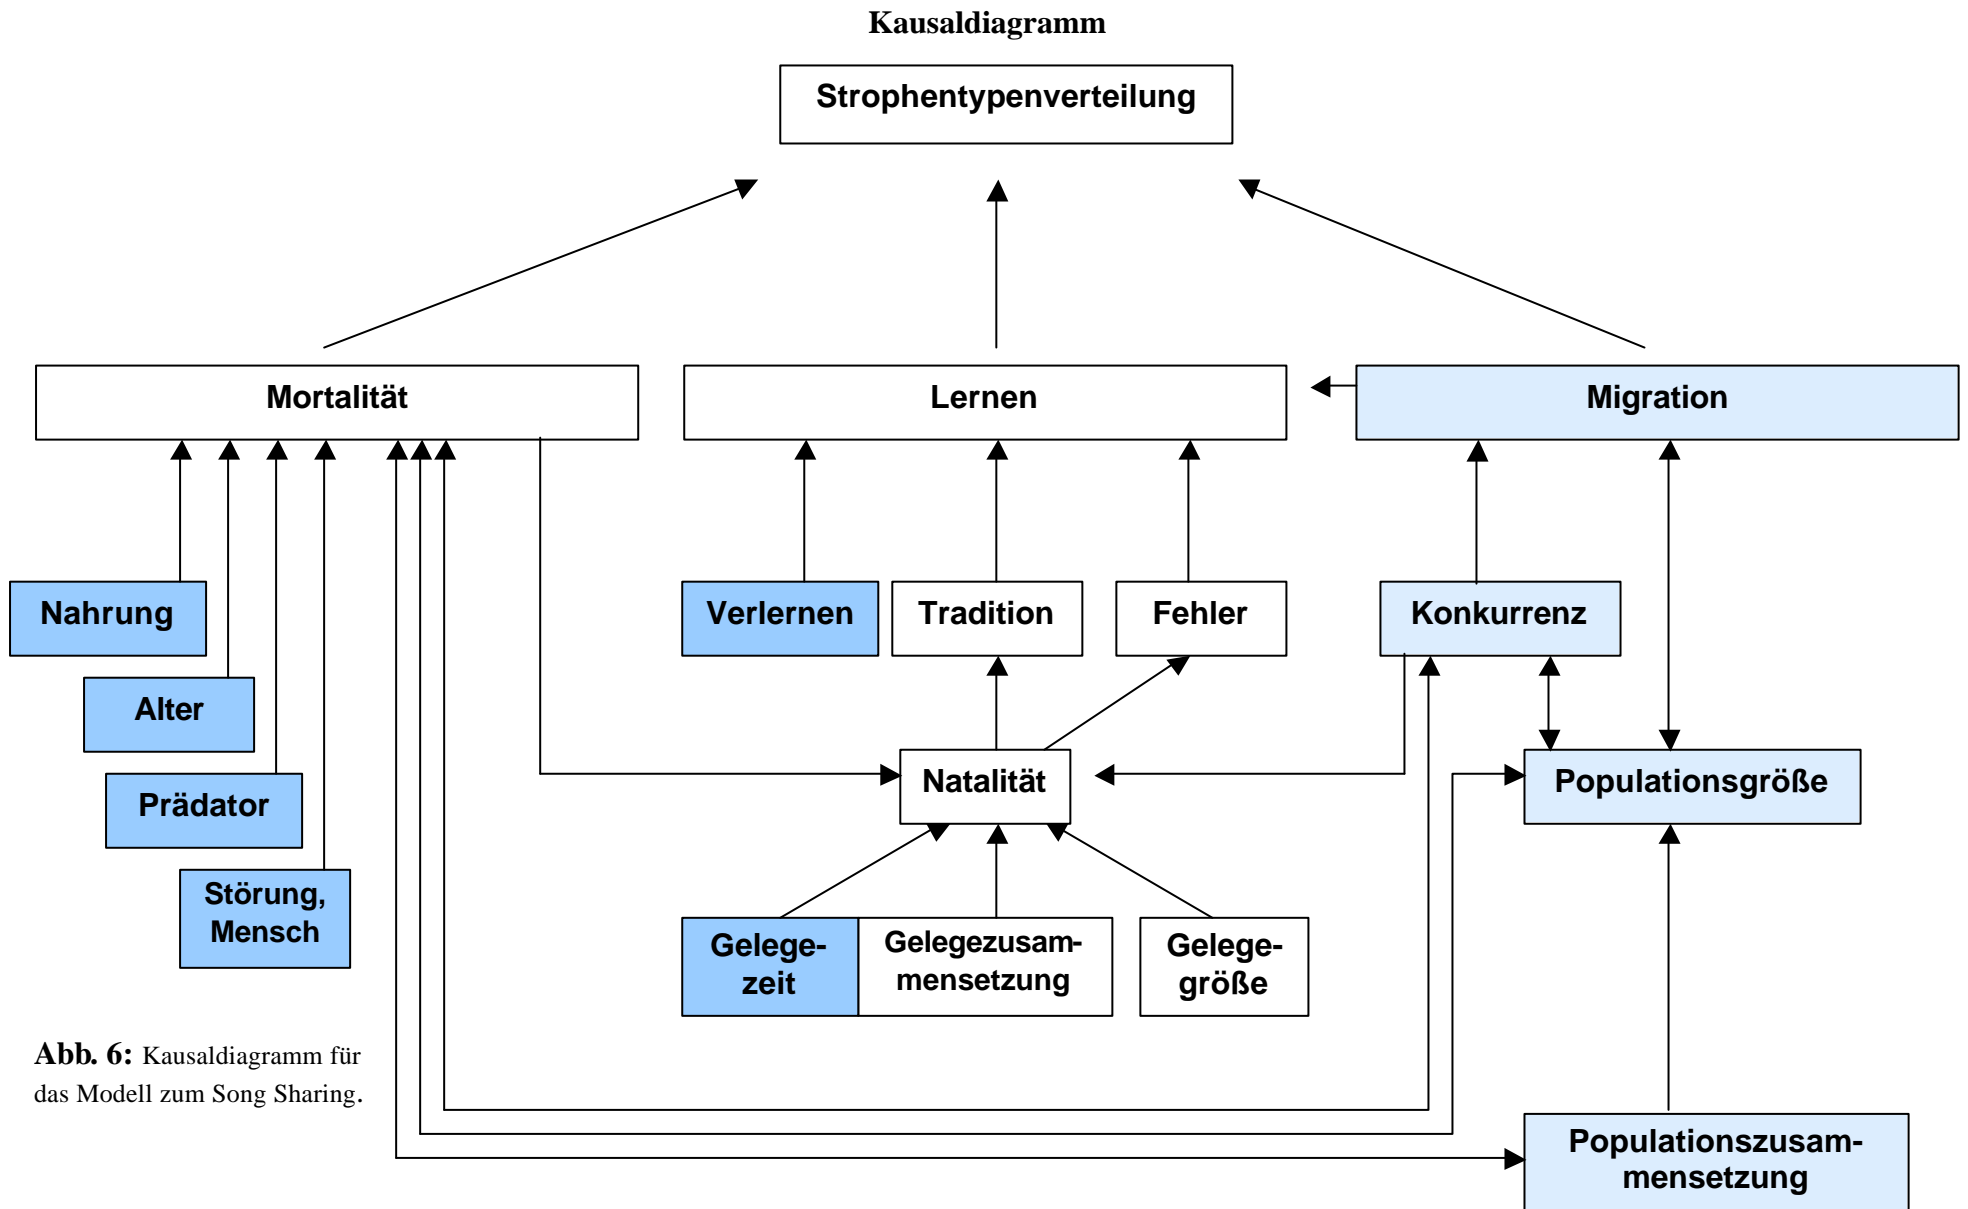 Kausaldiagramm
Strophentypenverteilung
Mortalität
Lernen
Migration
Nahrung
Verlernen
Tradition
Fehler
Konkurrenz
Alter
Prädator
Natalität
Populationsgröße
Störung,
Mensch
Gelege-
zeit
Gelegezusam-
mensetzung
Gelege-
größe
Abb. 6: Kausaldiagramm für
das Modell zum Song Sharing.
Populationszusam-
mensetzung